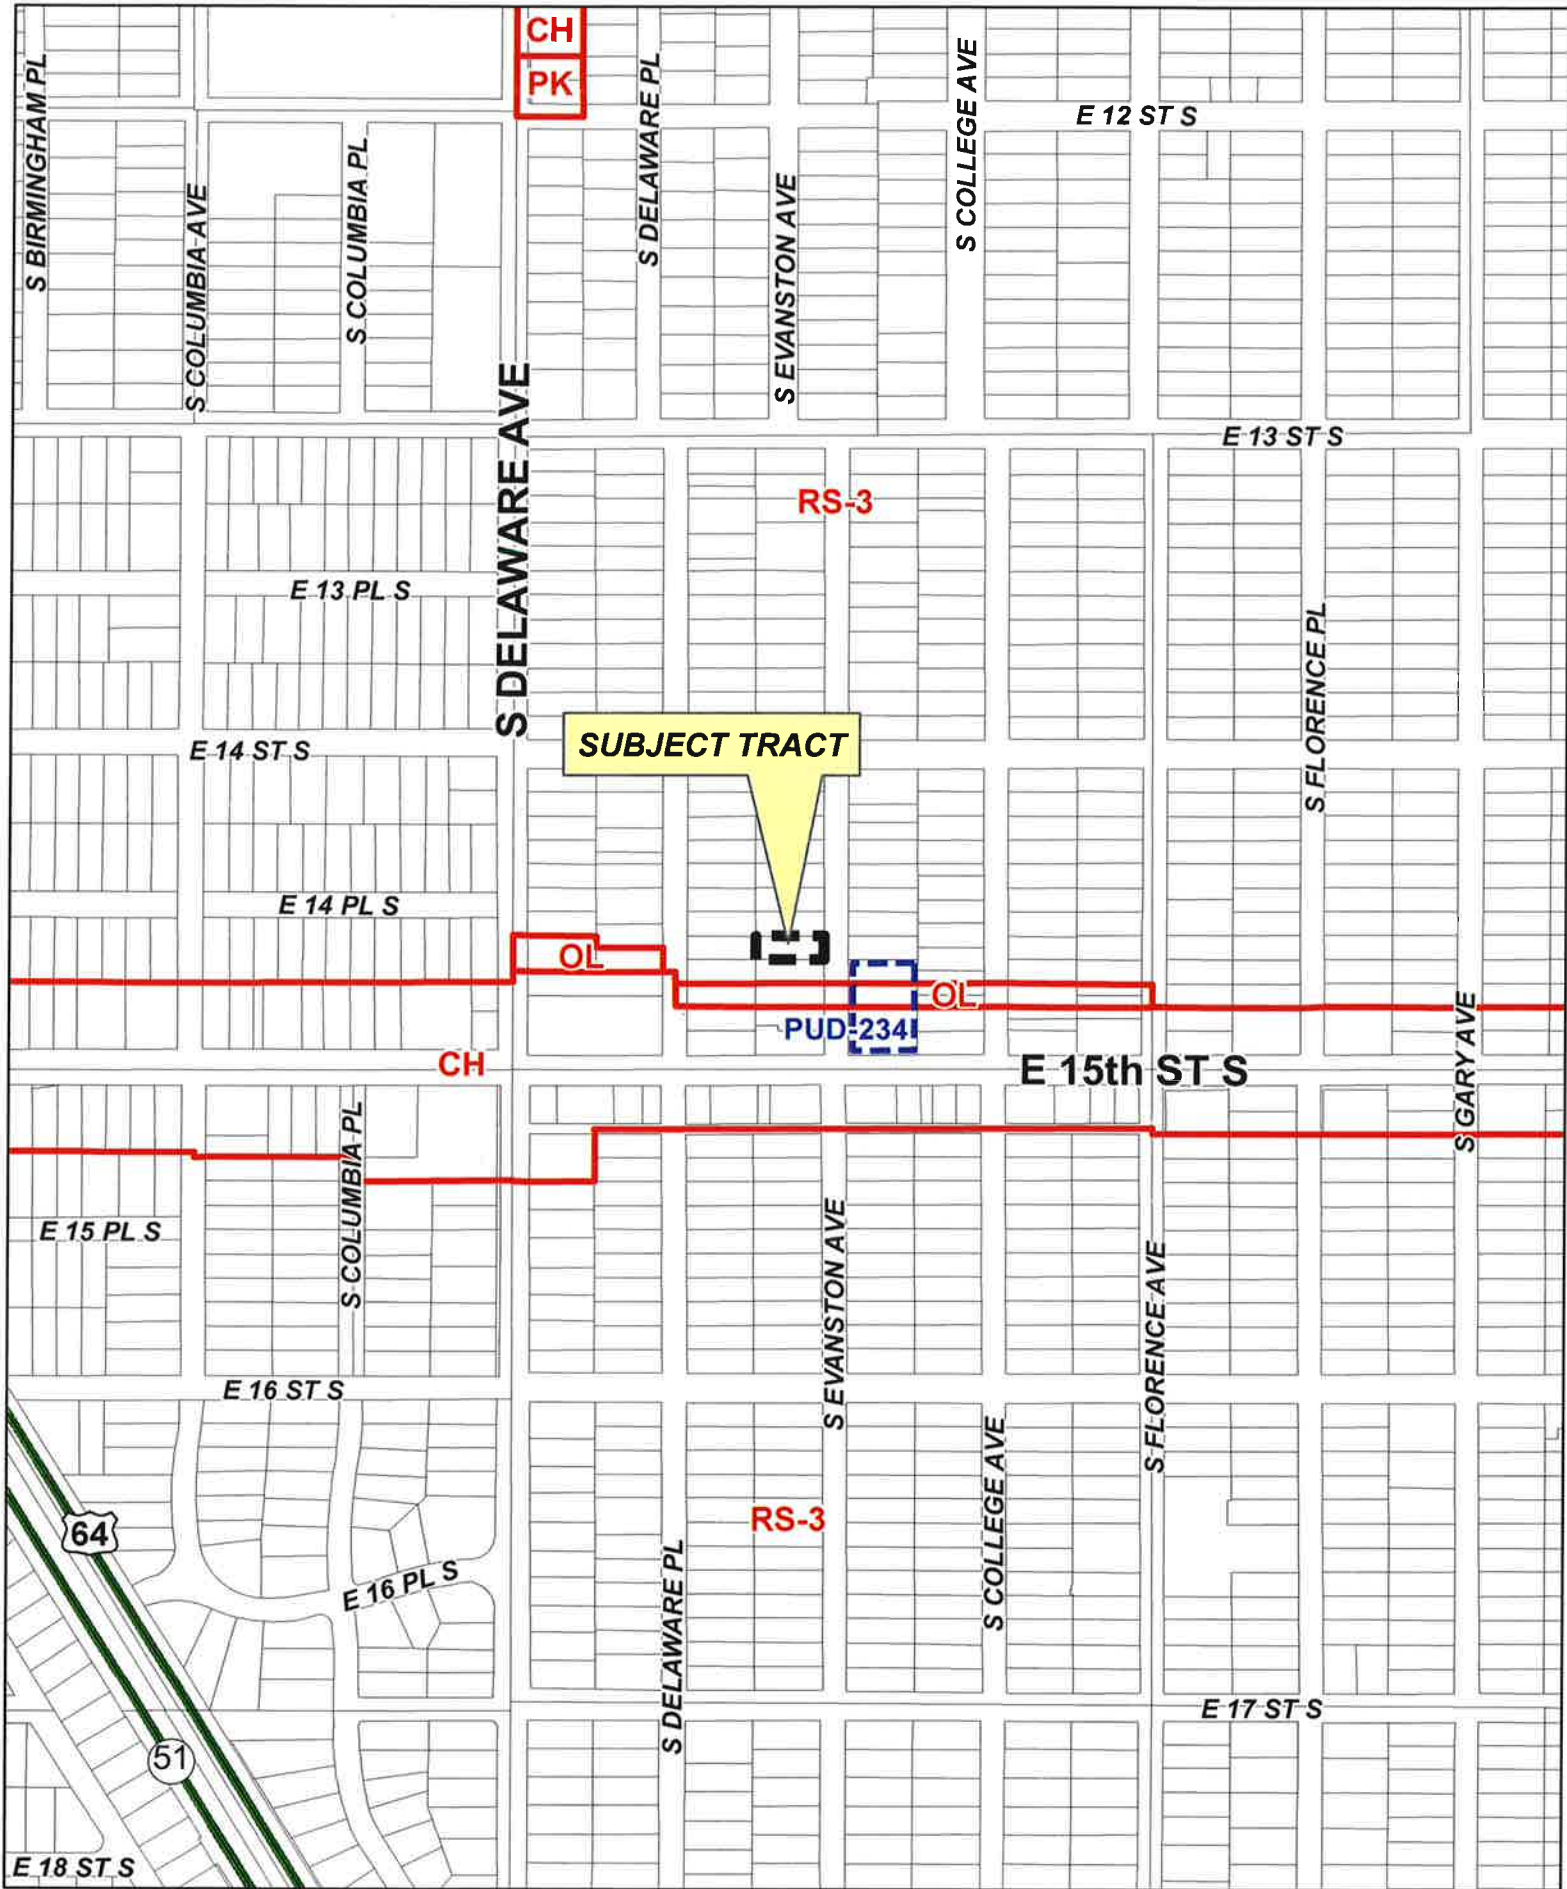 CH
PK
S BIRMINGHAM PL
S COLUMBIA AVE
S COLUMBIA PL
S DELAWARE PL
S EVANSTON AVE
S COLLEGE AVE
E 12 ST S
S DELAWARE AVE
E 13 ST S
RS-3
E 13 PL S
S FLORENCE PL
E 14 ST S
SUBJECT TRACT
E 14 PL S
OL
OL
PUD-234
CH
E 15th ST S
S GARY AVE
S COLUMBIA PL
E 15 PL S
S EVANSTON AVE
S FLORENCE AVE
E 16 ST S
S COLLEGE AVE
RS-3
64
E 16 PL S
S DELAWARE PL
E 17 ST S
51
E 18 ST S